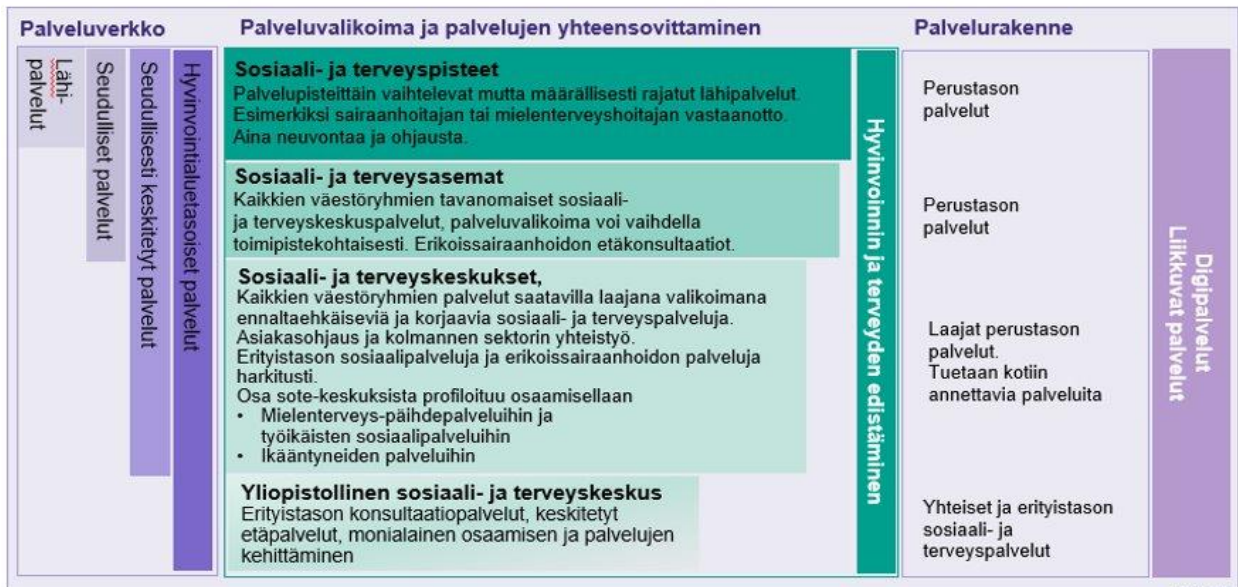 Palveluverkko
Palveluvalikoima ja palvelujen yhteensovittaminen
Palvelurakenne
Lähi-
palvelut
Seudulliset palvelut
Seudullisesti keskitetyt palvelut
Hyvinvointialuetasoiset palvelut
Sosiaali- ja terveyspisteet
Palvelupisteittäin vaihtelevat mutta määrällisesti rajatut lähipalvelut.
Esimerkiksi sairaanhoitajan tai mielenterveyshoitajan vastaanotto.
Aina neuvontaa ja ohjausta.
Sosiaali- ja terveysasemat
Kaikkien väestöryhmien tavanomaiset sosiaali-
ja terveyskeskuspalvelut, palveluvalikoima voi vaihdella
toimipistekohtaisesti. Erikoissairaanhoidon etäkonsultaatiot.
Sosiaali- ja terveyskeskukset,
Kaikkien väestöryhmien palvelut saatavilla laajana valikoimana
ennaltaehkäiseviä ja korjaavia sosiaali- ja terveyspalveluja.
Asiakasohjaus ja kolmannen sektorin yhteistyö.
Erityistason sosiaalipalveluja ja erikoissairaanhoidon palveluja
harkitusti.
Osa sote-keskuksista profiloituu osaamisellaan
• Mielenterveys-päihdepalveluihin ja
työikäisten sosiaalipalveluihin
• Ikääntyneiden palveluihin
Yliopistollinen sosiaali- ja terveyskeskus
Erityistason konsultaatiopalvelut, keskitetyt
etäpalvelut, monialainen osaamisen ja palvelujen
kehittäminen
Hyvinvoinnin ja terveyden edistäminen
Perustason
palvelut
Perustason
palvelut
Laajat perustason
palvelut.
Tuetaan kotiin
annettavia palveluita
Yhteiset ja erityistason
sosiaali- ja
terveyspalvelut
Digipalvelut
Liikkuvat palvelut